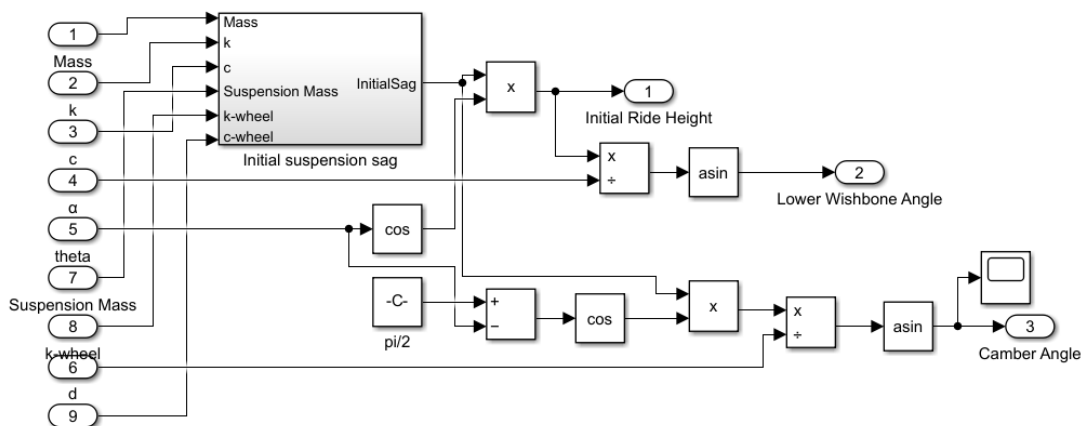 1
Mass
2
k
3
c
4
α
5
theta
7
Suspension Mass
8
k-wheel
6
d
9
Mass
k
c
Suspension Mass
k-wheel
c-wheel
InitialSag
Initial suspension sag
x
1
Initial Ride Height
x
÷
asin
2
Lower Wishbone Angle
cos
-C-
pi/2
+
−
cos
x
x
÷
asin
3
Camber Angle